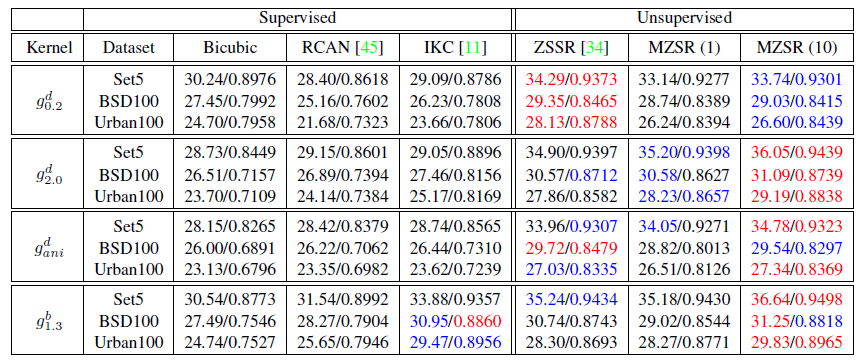 Supervised Unsupervised
Kernel Dataset Bicubic RCAN [45] IKC [11] ZSSR [34] MZSR (1) MZSR (10)
g^d_{0.2} Set5 30.24/0.8976 28.40/0.8618 29.09/0.8786 34.29/0.9373 33.14/0.9277 33.74/0.9301
BSD100 27.45/0.7992 25.16/0.7602 26.23/0.7808 29.35/0.8465 28.74/0.8389 29.03/0.8415
Urban100 24.70/0.7958 21.68/0.7323 23.66/0.7806 28.13/0.8788 26.24/0.8394 26.60/0.8439
g^d_{2.0} Set5 28.73/0.8449 29.15/0.8601 29.05/0.8896 34.90/0.9397 35.20/0.9398 36.05/0.9439
BSD100 26.51/0.7157 26.89/0.7394 27.46/0.8156 30.57/0.8712 30.58/0.8627 31.09/0.8739
Urban100 23.70/0.7109 24.14/0.7384 25.17/0.8169 27.86/0.8582 28.23/0.8657 29.19/0.8838
g^d_{ani} Set5 28.15/0.8265 28.42/0.8379 28.74/0.8565 33.96/0.9307 34.05/0.9271 34.78/0.9323
BSD100 26.00/0.6891 26.22/0.7062 26.44/0.7310 29.72/0.8479 28.82/0.8013 29.54/0.8297
Urban100 23.13/0.6796 23.35/0.6982 23.62/0.7239 27.03/0.8335 26.51/0.8126 27.34/0.8369
g^b_{1.3} Set5 30.54/0.8773 31.54/0.8992 33.88/0.9357 35.24/0.9434 35.18/0.9430 36.64/0.9498
BSD100 27.49/0.7546 28.27/0.7904 30.95/0.8860 30.74/0.8743 29.02/0.8544 31.25/0.8818
Urban100 24.74/0.7527 25.65/0.7946 29.47/0.8956 28.30/0.8693 28.27/0.8771 29.83/0.8965